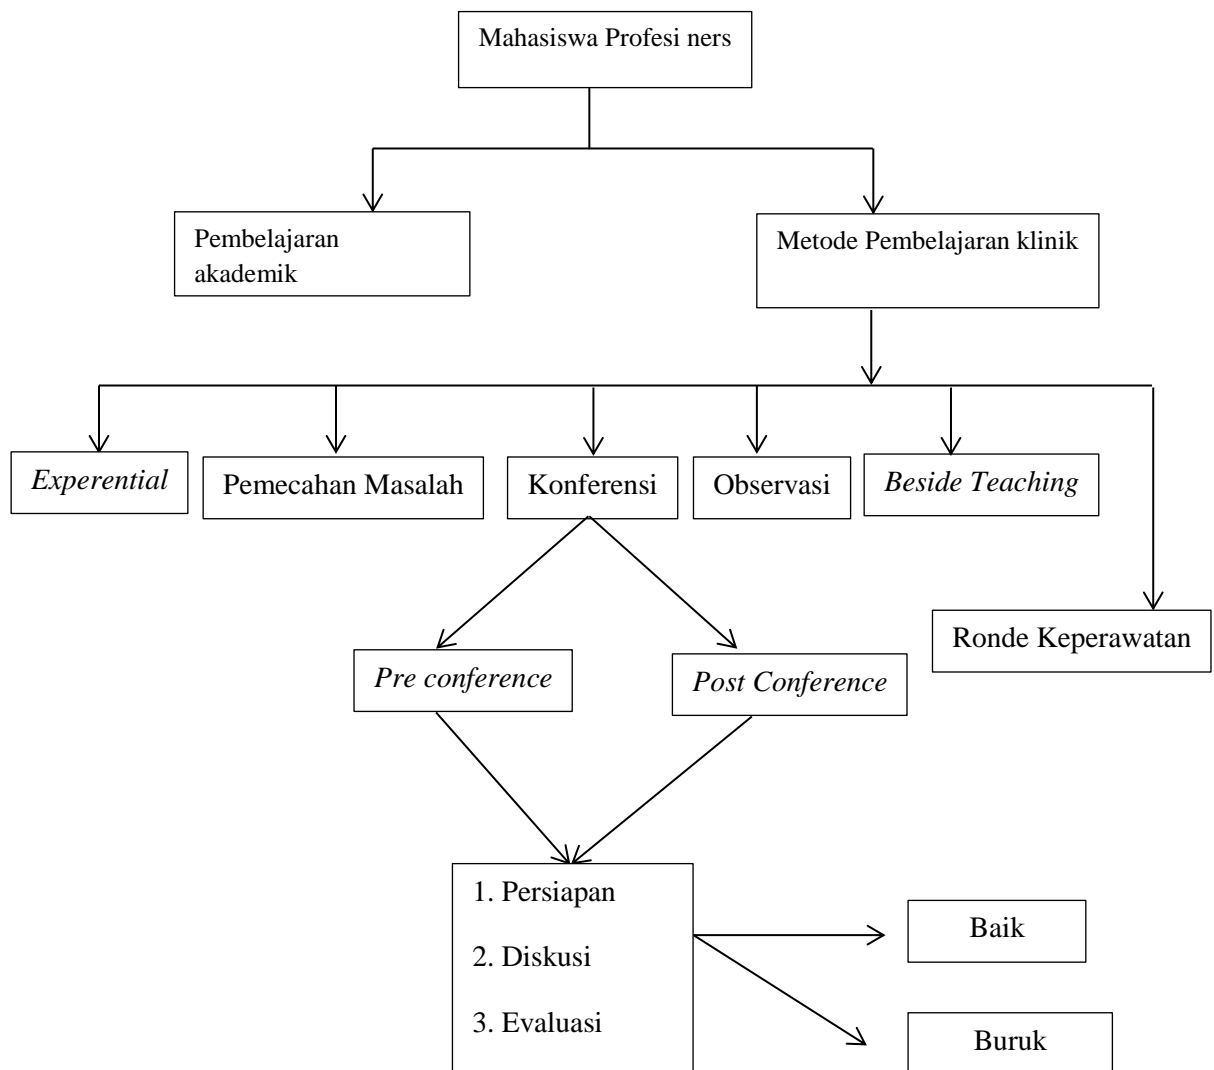 Mahasiswa Profesi ners
Pembelajaran
akademik
Metode Pembelajaran klinik
Experential
Pemecahan Masalah
Konferensi
Observasi
Beside Teaching
Ronde Keperawatan
Pre conference
Post Conference
1. Persiapan
2. Diskusi
3. Evaluasi
Baik
Buruk